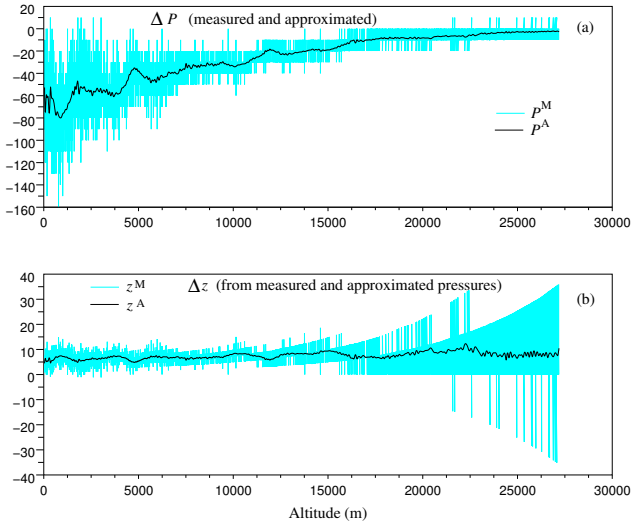 Δ P (measured and approximated)
(a)
20
10
0
−20
−40
−60
−80
−100
−120
−140
−160
P^M
P^A
0 5000 10000 15000 20000 25000 30000
Δz (from measured and approximated pressures)
(b)
z^M
z^A
40
30
20
10
0
−10
−20
−30
−40
0 5000 10000 15000 20000 25000 30000
Altitude (m)